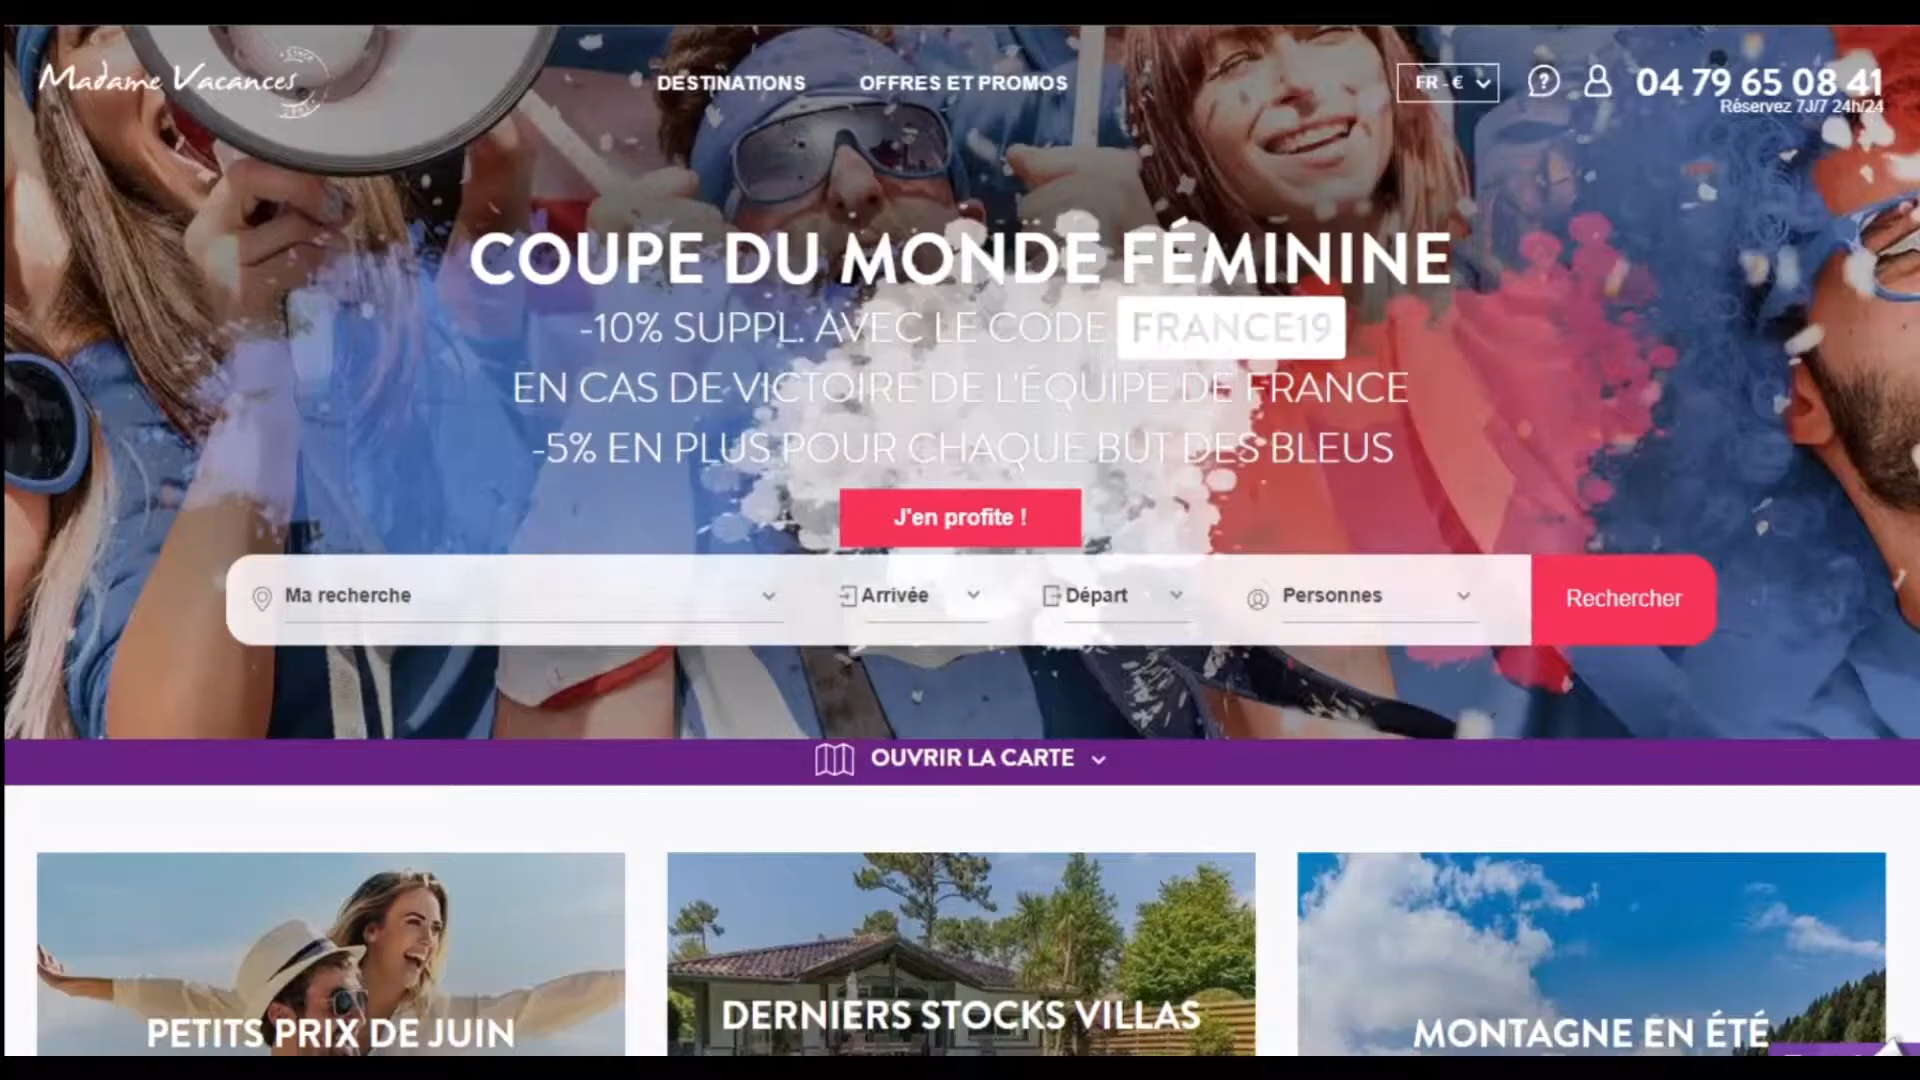 Madame Vacances
DESTINATIONS
OFFRES ET PROMOS
FR - €
04 79 65 08 41
Réservez 7J/7 24h/24
COUPE DU MONDE FÉMININE
-10% SUPPL. AVEC LE CODE FRANCE19
EN CAS DE VICTOIRE DE L'ÉQUIPE DE FRANCE
-5% EN PLUS POUR CHAQUE BUT DES BLEUS
J'en profite !
Ma recherche
Arrivée
Départ
Personnes
Rechercher
OUVRIR LA CARTE
PETITS PRIX DE JUIN
DERNIERS STOCKS VILLAS
MONTAGNE EN ÉTÉ